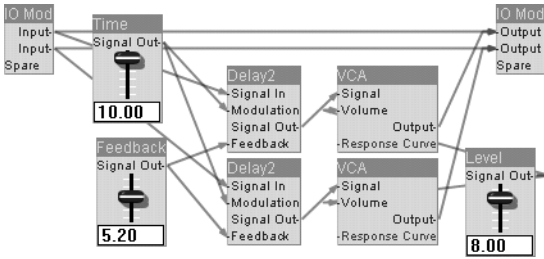 IO Mod
Input
Input
Spare
Time
Signal Out
10.00
Feedback
Signal Out
5.20
Delay2
Signal In
Modulation
Signal Out
Feedback
Delay2
Signal In
Modulation
Signal Out
Feedback
VCA
Signal
Volume
Output
Response Curve
VCA
Signal
Volume
Output
Response Curve
IO Mod
Output
Output
Spare
Level
Signal Out
8.00